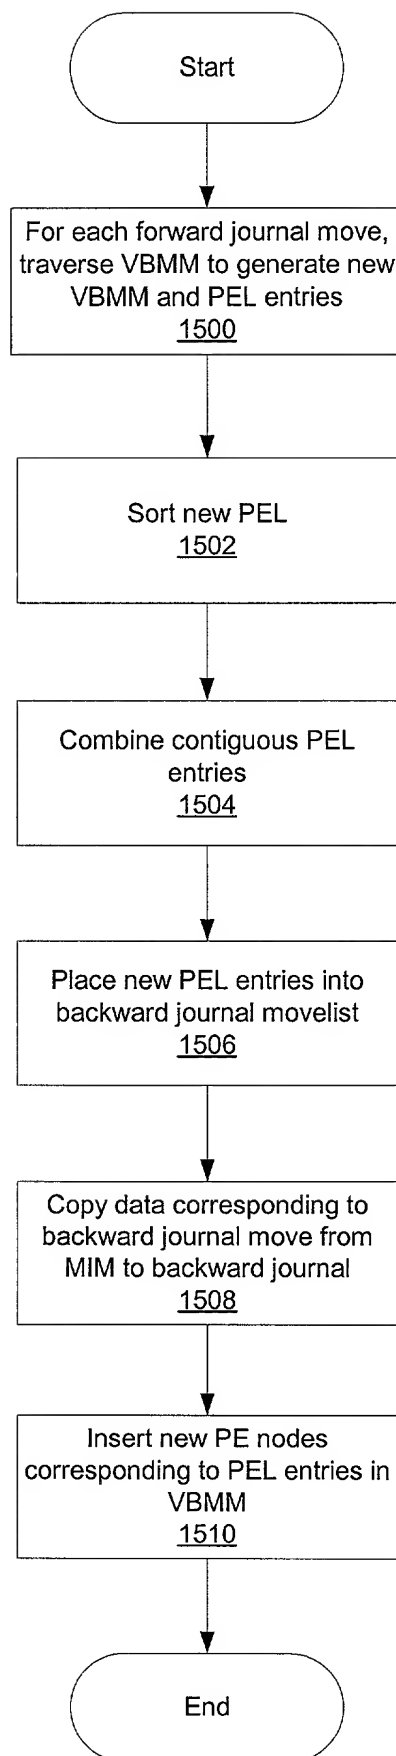 Start
For each forward journal move,
traverse VBMM to generate new
VBMM and PEL entries
1500
Sort new PEL
1502
Combine contiguous PEL
entries
1504
Place new PEL entries into
backward journal movelist
1506
Copy data corresponding to
backward journal move from
MIM to backward journal
1508
Insert new PE nodes
corresponding to PEL entries in
VBMM
1510
End